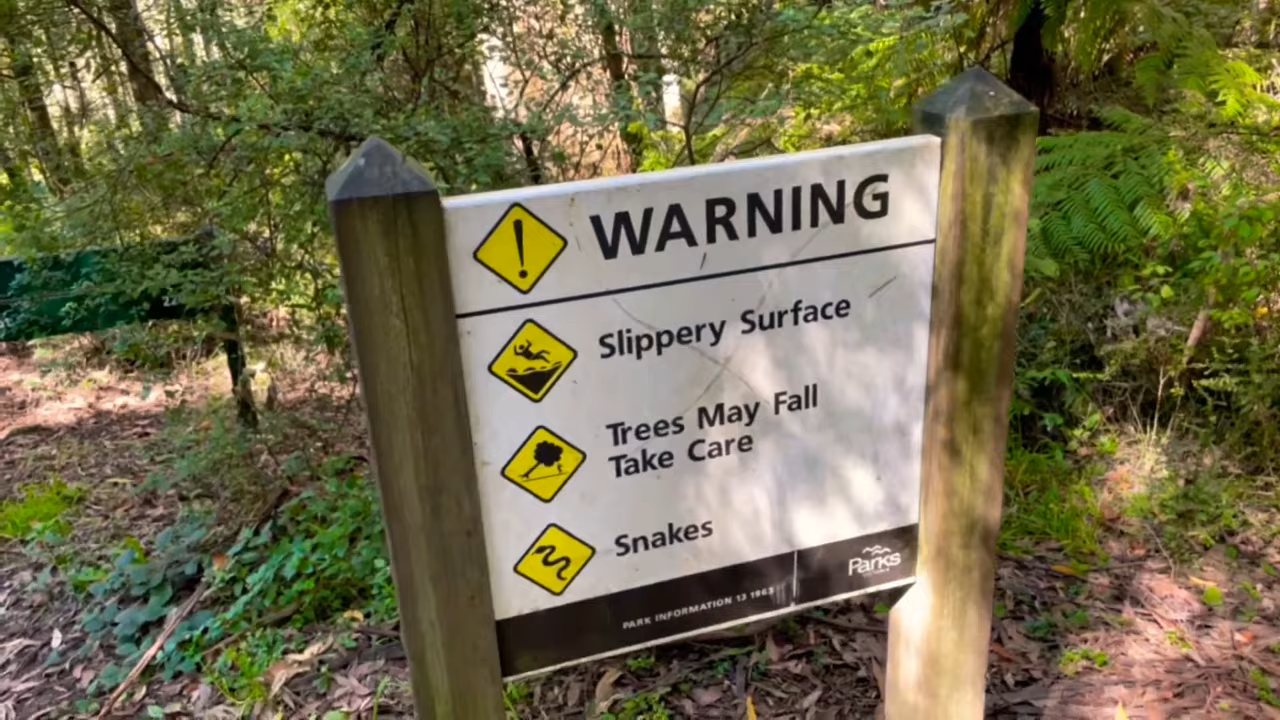 WARNING
Slippery Surface
Trees May Fall
Take Care
Snakes
PARK INFORMATION 13 1963
Parks